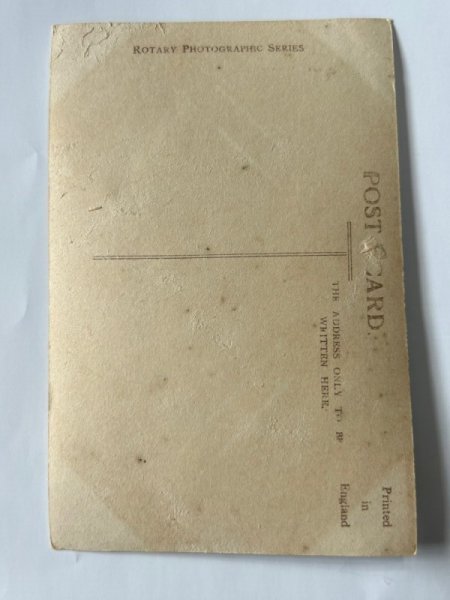 ROTARY PHOTOGRAPHIC SERIES
POST CARD.
THE ADDRESS ONLY TO BE
WRITTEN HERE.
Printed
in
England